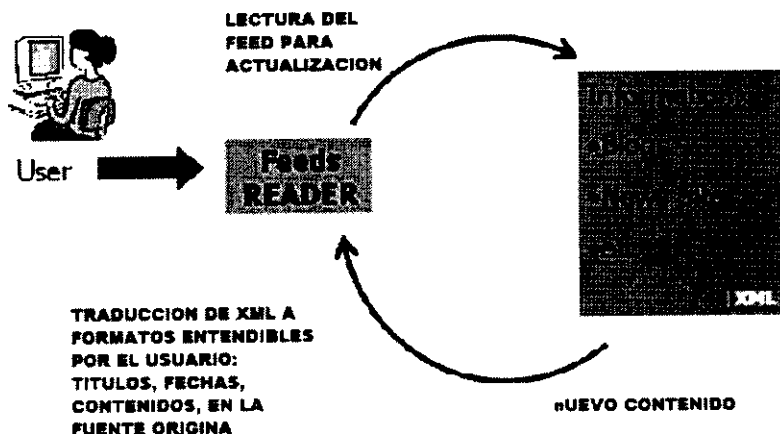 LECTURA DEL
FEED PARA
ACTUALIZACION
User
Feeds
READER
XML
TRADUCCION DE XML A
FORMATOS ENTENDIBLES
POR EL USUARIO:
TITULOS, FECHAS,
CONTENIDOS, EN LA
FUENTE ORIGINA
nUEVO CONTENIDO